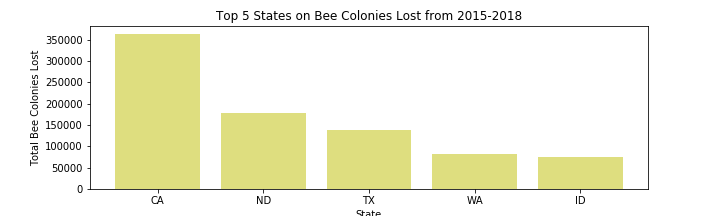 Top 5 States on Bee Colonies Lost from 2015-2018
Total Bee Colonies Lost
350000
300000
250000
200000
150000
100000
50000
0
CA ND TX WA ID
State